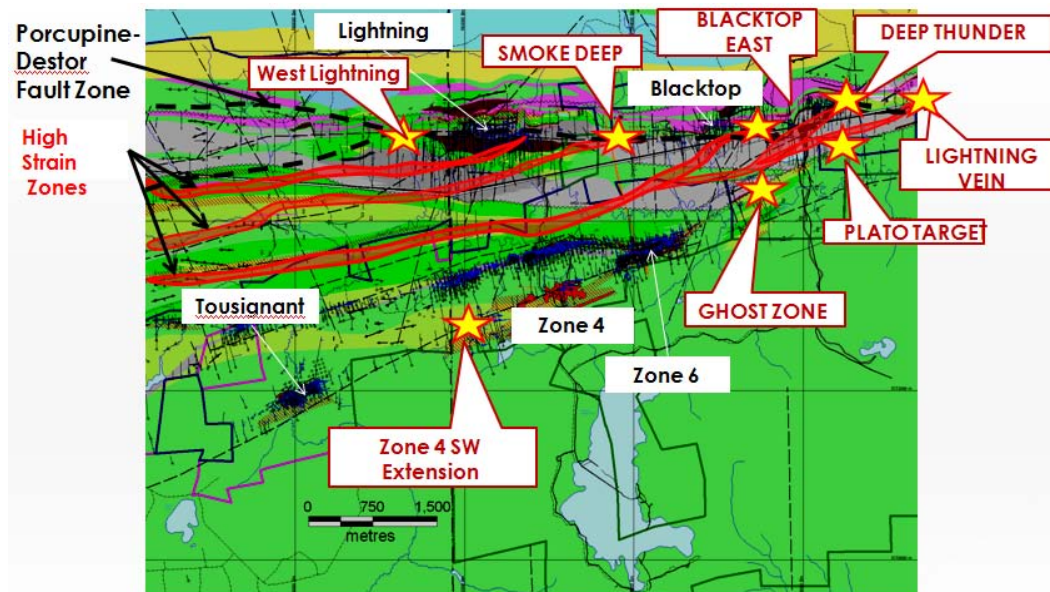 Porcupine-
Destor
Fault Zone
High
Strain
Zones
Lightning
West Lightning
SMOKE DEEP
BLACKTOP
EAST
DEEP THUNDER
Blacktop
LIGHTNING
VEIN
PLATO TARGET
GHOST ZONE
Tousignant
Zone 4
Zone 6
Zone 4 SW
Extension
0 750 1,500
metres